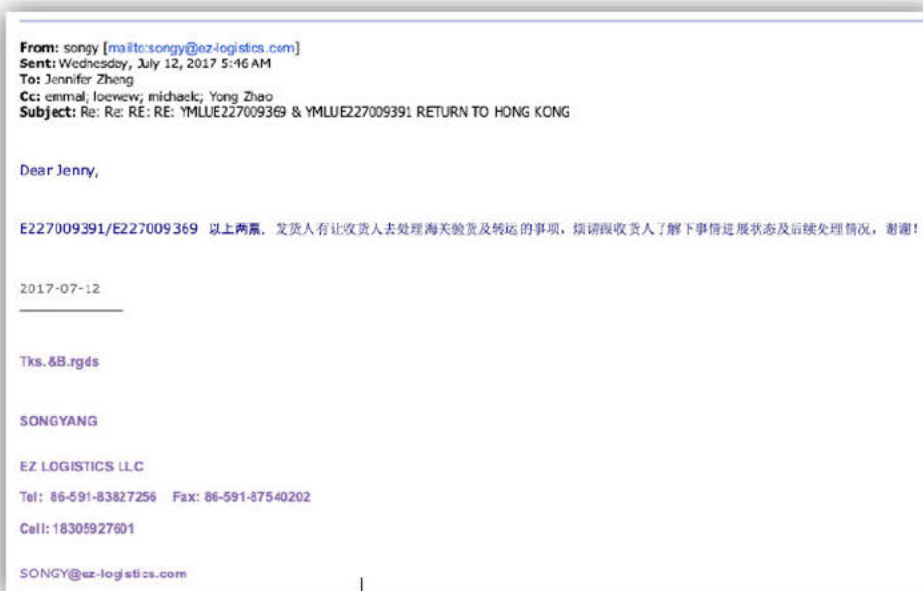 From: songy [mailto:songy@ez-logistics.com]
Sent: Wednesday, July 12, 2017 5:46 AM
To: Jennifer Zheng
Cc: emmal; loewew; michaelc; Yong Zhao
Subject: Re: Re: RE: RE: YMLUE227009369 & YMLUE227009391 RETURN TO HONG KONG
Dear Jenny,
E227009391/E227009369 以上两票，发货人有让收货人去处理海关验货及转运的事项，烦请跟收货人了解下事情进展状态及后续处理情况，谢谢！
2017-07-12
Tks.&B.rgds
SONGYANG
EZ LOGISTICS LLC
Tel: 86-591-83827256 Fax: 86-591-87540202
Cell: 18305927601
SONGY@ez-logistics.com